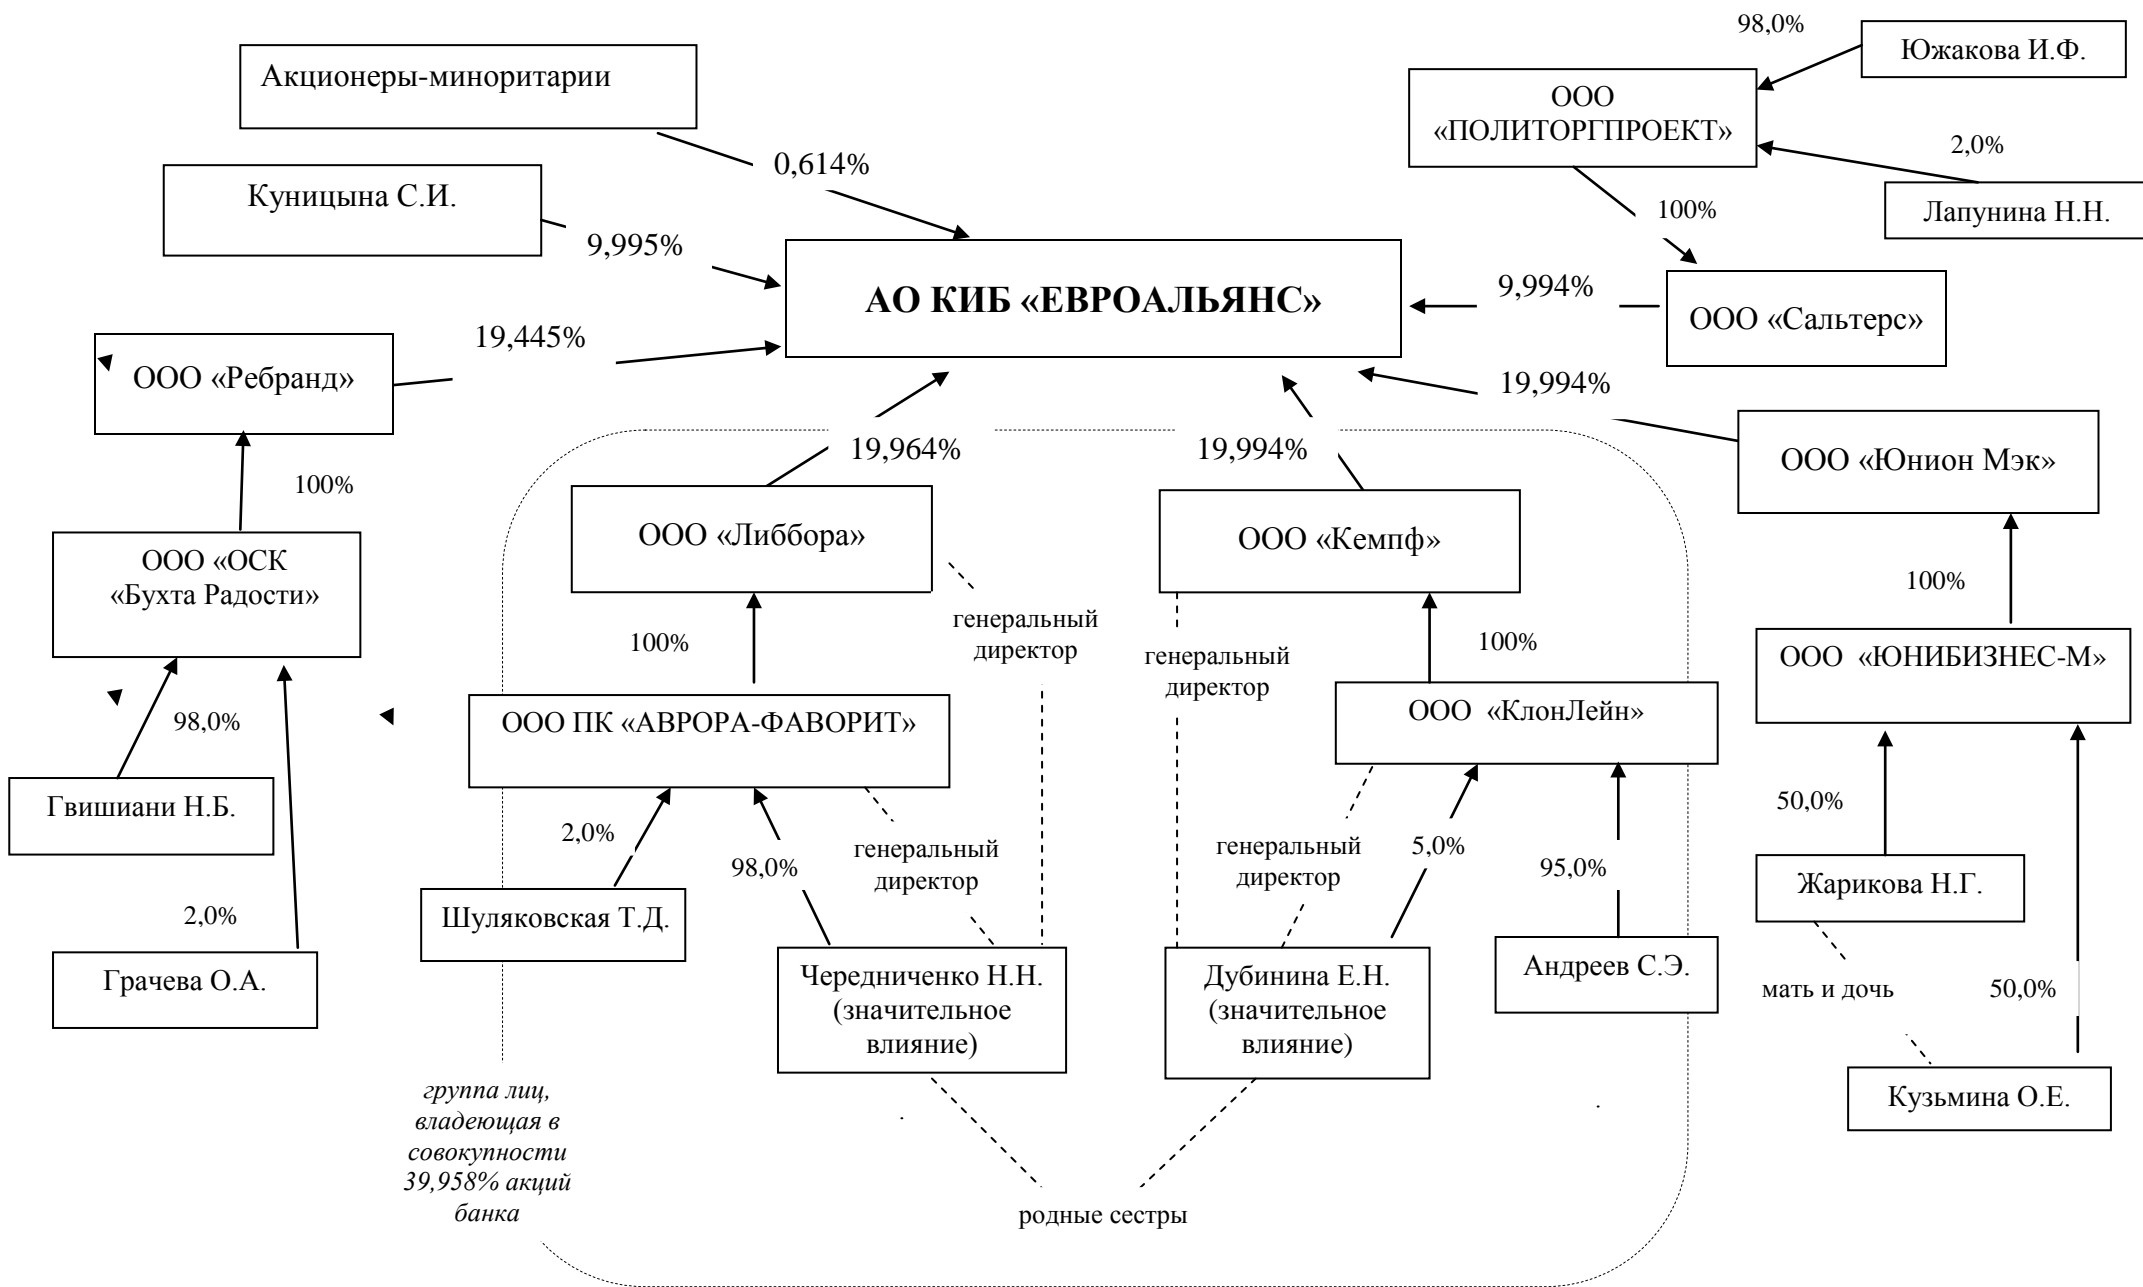 98,0%
Южакова И.Ф.
Акционеры-миноритарии
ООО
«ПОЛИТОРГПРОЕКТ»
2,0%
0,614%
Куницына С.И.
100%
Лапунина Н.Н.
9,995%
АО КИБ «ЕВРОАЛЬЯНС»
9,994%
ООО «Сальтерс»
19,445%
ООО «Ребранд»
19,994%
19,964%
19,994%
ООО «Юнион Мэк»
100%
ООО «Либбора»
ООО «Кемпф»
ООО «ОСК
«Бухта Радости»
100%
генеральный
директор
100%
100%
генеральный
директор
ООО «ЮНИБИЗНЕС-М»
98,0%
ООО ПК «АВРОРА-ФАВОРИТ»
ООО «КлонЛейн»
Гвишиани Н.Б.
50,0%
2,0%
98,0%
генеральный
директор
генеральный
директор
5,0%
95,0%
Жарикова Н.Г.
2,0%
Шуляковская Т.Д.
Грачева О.А.
Чередниченко Н.Н.
(значительное
влияние)
Дубинина Е.Н.
(значительное
влияние)
Андреев С.Э.
мать и дочь
50,0%
группа лиц,
владеющая в
совокупности
39,958% акций
банка
Кузьмина О.Е.
родные сестры